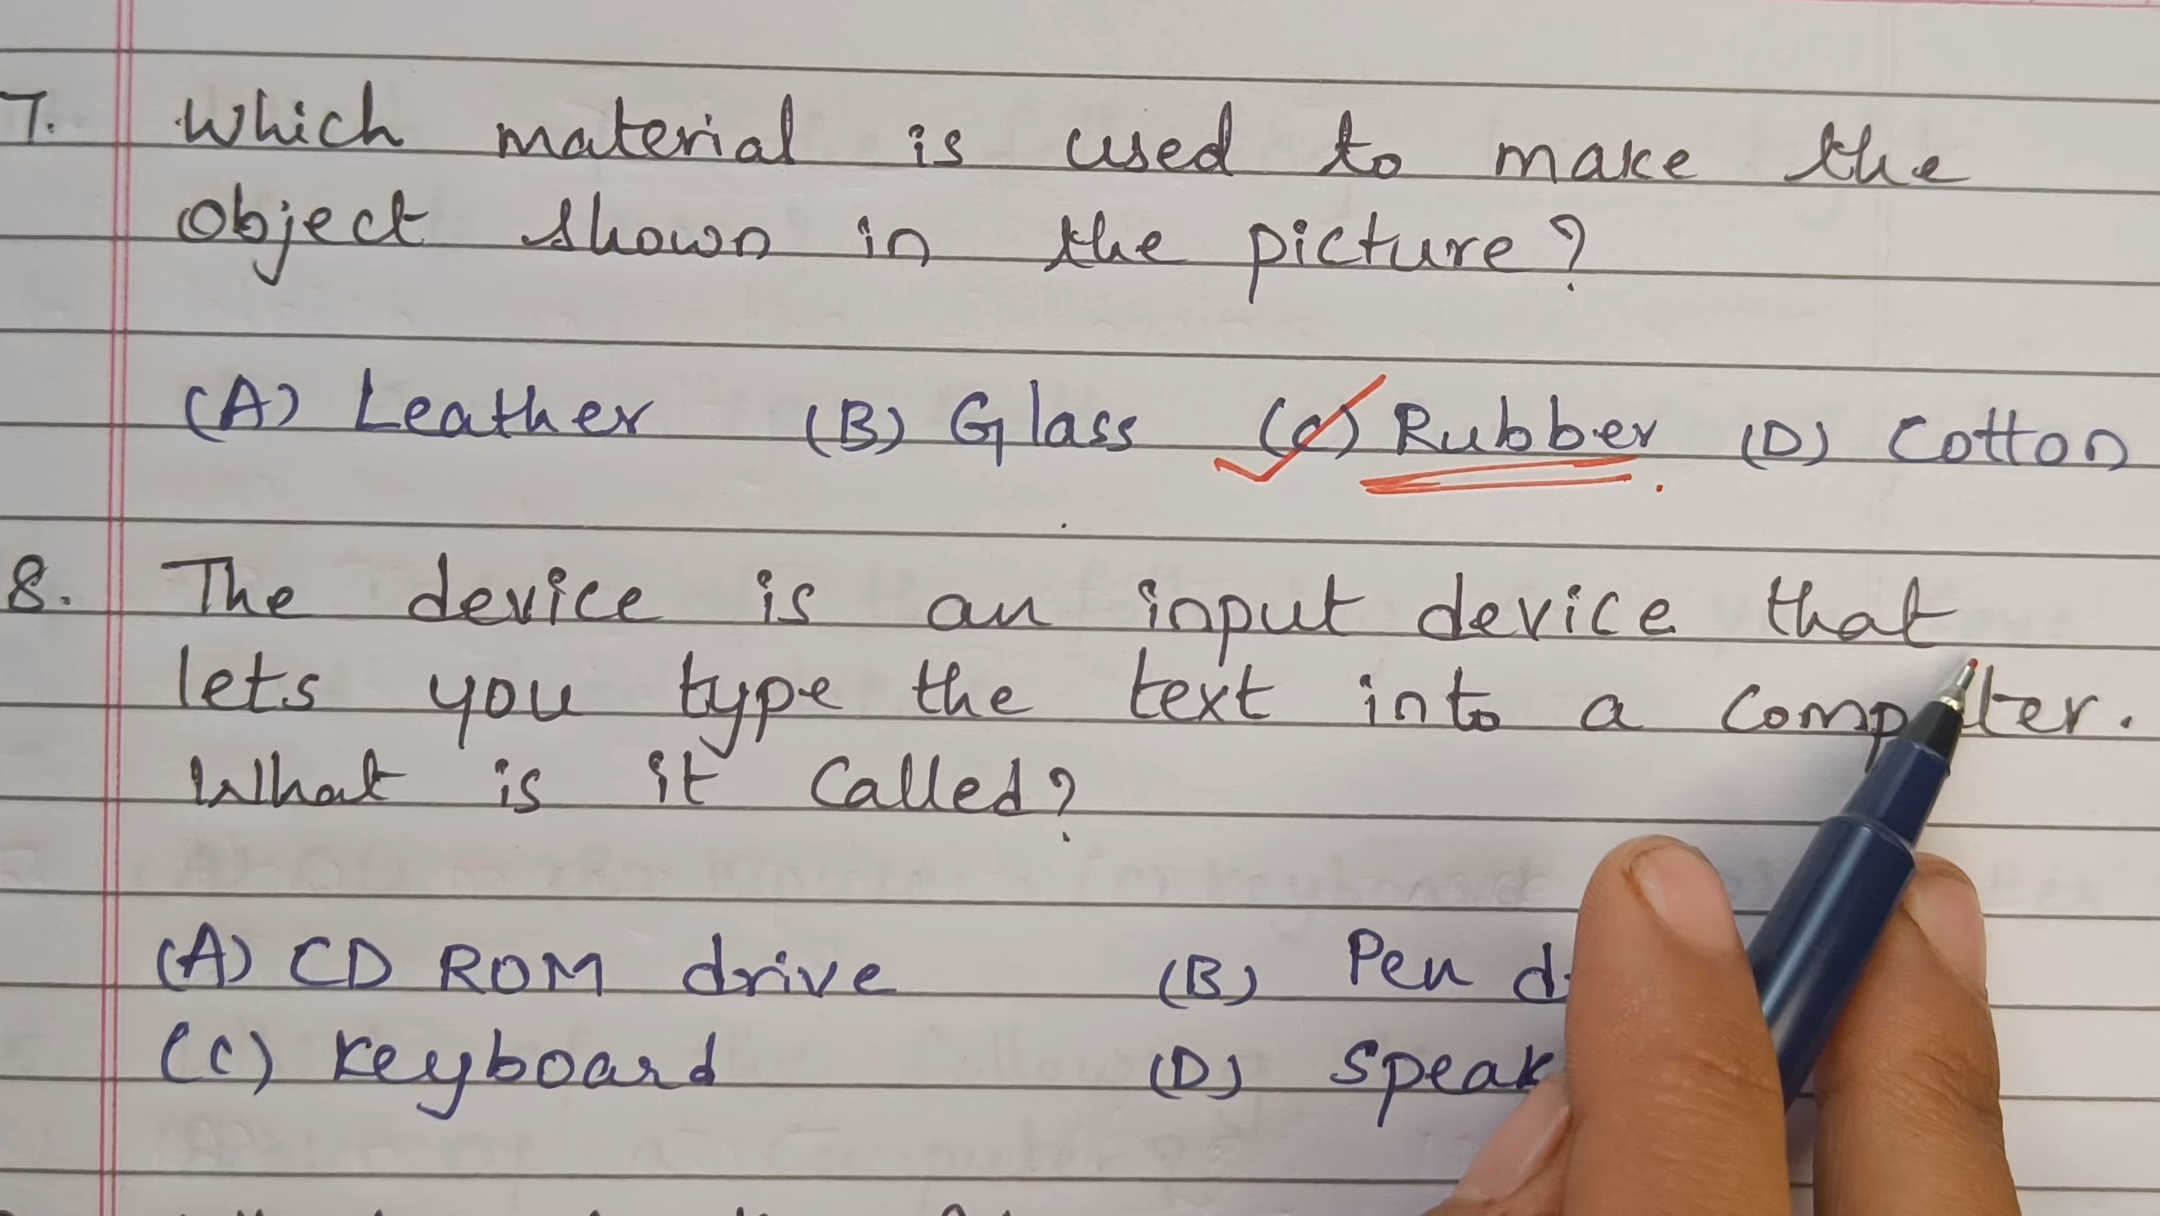 7. Which material is used to make the
object shown in the picture?
(A) Leather (B) Glass (C) Rubber (D) Cotton
8. The device is an input device that
lets you type the text into a computer.
What is it called?
(A) CD ROM drive (B) Pen d
(C) Keyboard (D) Speak